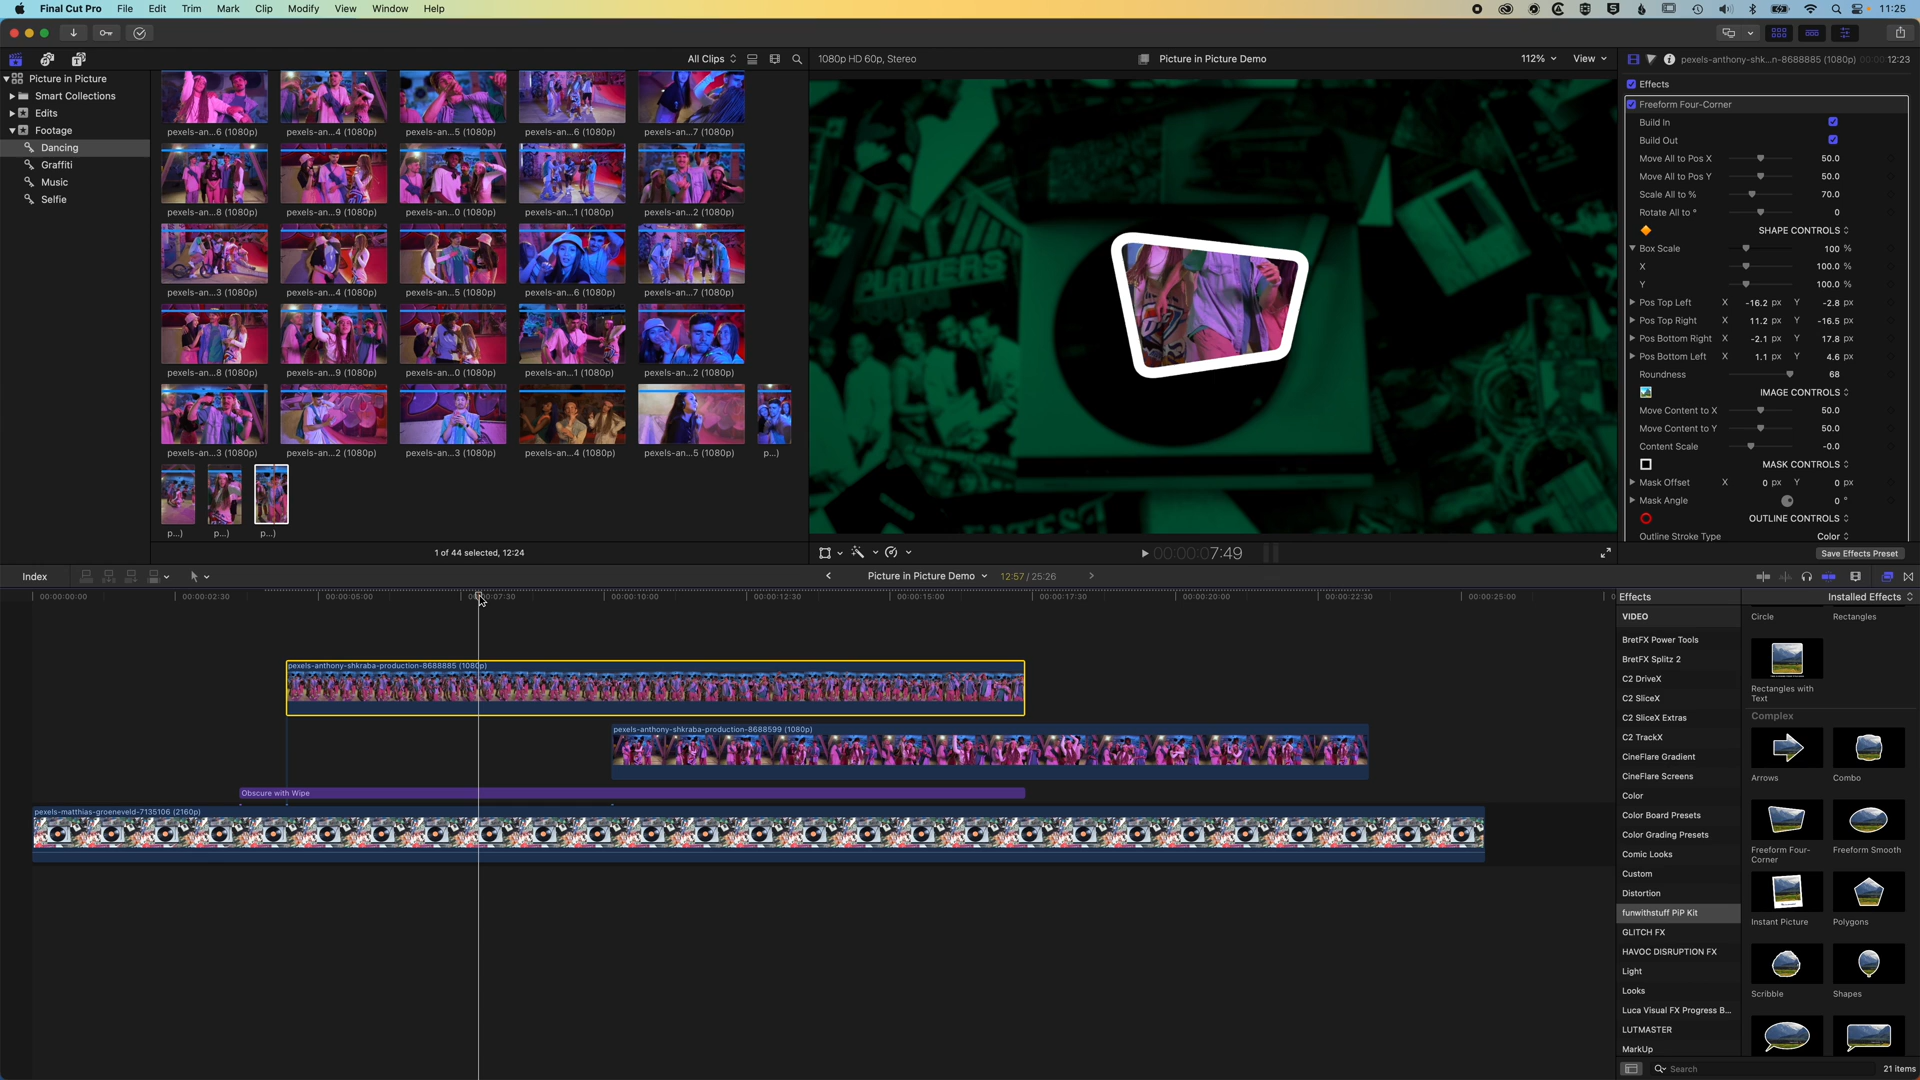 Final Cut Pro File Edit Trim Mark Clip Modify View Window Help 11:25
All Clips
1080p HD 60p, Stereo
Picture in Picture Demo
112%
View
pexels-anthony-shk...n-8688885 (1080p)
12:23
Picture in Picture
Smart Collections
Edits
Footage
Dancing
Graffiti
Music
Selfie
pexels-an...6 (1080p) pexels-an...4 (1080p) pexels-an...5 (1080p) pexels-an...6 (1080p) pexels-an...7 (1080p)
pexels-an...8 (1080p) pexels-an...9 (1080p) pexels-an...0 (1080p) pexels-an...1 (1080p) pexels-an...2 (1080p)
pexels-an...3 (1080p) pexels-an...4 (1080p) pexels-an...5 (1080p) pexels-an...6 (1080p) pexels-an...7 (1080p)
pexels-an...8 (1080p) pexels-an...9 (1080p) pexels-an...0 (1080p) pexels-an...1 (1080p) pexels-an...2 (1080p)
pexels-an...3 (1080p) pexels-an...2 (1080p) pexels-an...3 (1080p) pexels-an...4 (1080p) pexels-an...5 (1080p) p...)
p...) p...) p...)
1 of 44 selected, 12:24
PLATTERS
Effects
Freeform Four-Corner
Build In
Build Out
Move All to Pos X 50.0
Move All to Pos Y 50.0
Scale All to % 70.0
Rotate All to ° 0
SHAPE CONTROLS
Box Scale 100 %
X 100.0 %
Y 100.0 %
Pos Top Left X -16.2 px Y -2.8 px
Pos Top Right X 11.2 px Y -16.5 px
Pos Bottom Right X -2.1 px Y 17.8 px
Pos Bottom Left X 1.1 px Y 4.6 px
Roundness 68
IMAGE CONTROLS
Move Content to X 50.0
Move Content to Y 50.0
Content Scale -0.0
MASK CONTROLS
Mask Offset X 0 px Y 0 px
Mask Angle 0 °
OUTLINE CONTROLS
Outline Stroke Type Color
Save Effects Preset
00:00:07:49
Index
Picture in Picture Demo
12:57 / 25:26
00:00:00:00 00:00:02:30 00:00:05:00 00:00:07:30 00:00:10:00 00:00:12:30 00:00:15:00 00:00:17:30 00:00:20:00 00:00:22:30 00:00:25:00
pexels-anthony-shkraba-production-8688885 (1080p)
pexels-anthony-shkraba-production-8688599 (1080p)
Obscure with Wipe
pexels-matthias-groeneveld-7135106 (2160p)
Effects
Installed Effects
VIDEO
BretFX Power Tools
BretFX Splitz 2
C2 DriveX
C2 SliceX
C2 SliceX Extras
C2 TrackX
CineFlare Gradient
CineFlare Screens
Color
Color Board Presets
Color Grading Presets
Comic Looks
Custom
Distortion
funwithstuff PiP Kit
GLITCH FX
HAVOC DISRUPTION FX
Light
Looks
Luca Visual FX Progress B...
LUTMASTER
MarkUp
Circle
Rectangles
Rectangles with
Text
Complex
Arrows
Combo
Freeform Four-
Corner
Freeform Smooth
Instant Picture
Polygons
Scribble
Shapes
Search
21 items